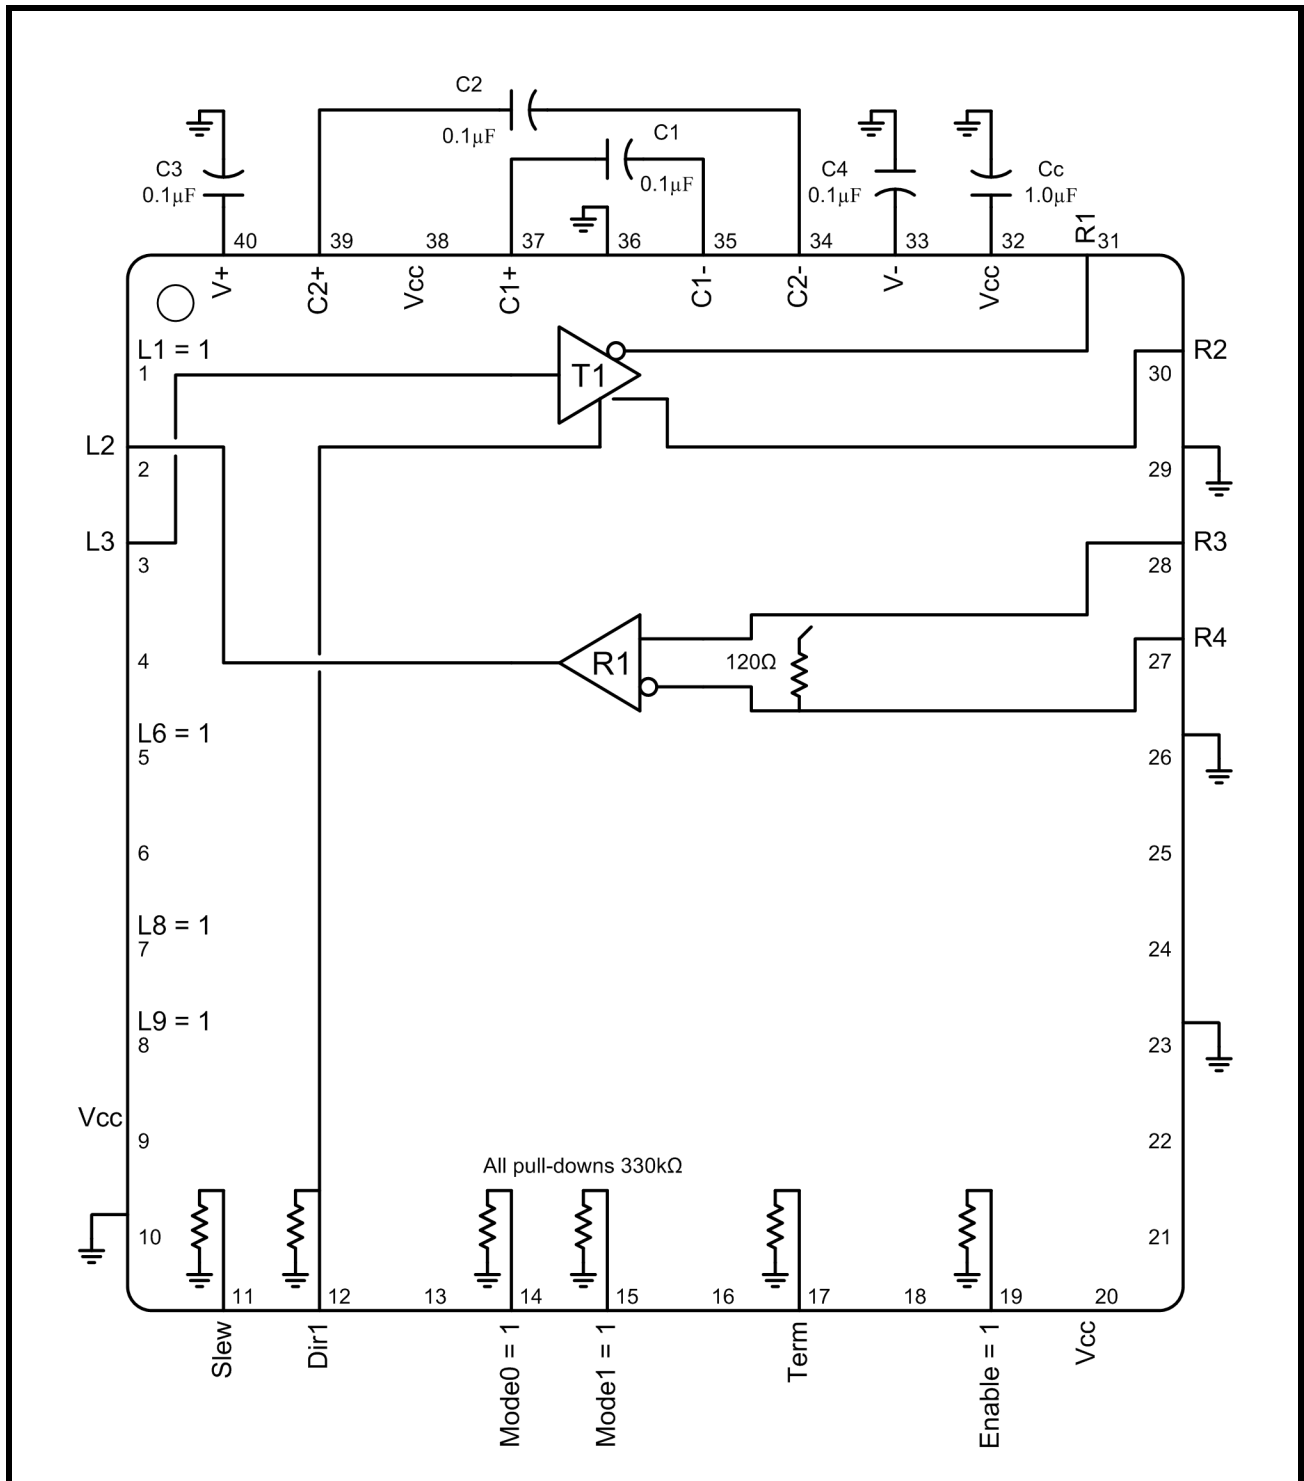 C2
0.1µF
C1
0.1µF
C3
0.1µF
C4
0.1µF
Cc
1.0µF
R1
40
39
38
37
36
35
34
33
32
31
V+
C2+
Vcc
C1+
C1-
C2-
V-
Vcc
L1 = 1
1
T1
R2
30
L2
2
29
L3
3
R3
28
4
R1
120Ω
R4
27
L6 = 1
5
26
6
25
L8 = 1
7
24
L9 = 1
8
23
Vcc
9
22
All pull-downs 330kΩ
10
21
11
12
13
14
15
16
17
18
19
20
Slew
Dir1
Mode0 = 1
Mode1 = 1
Term
Enable = 1
Vcc